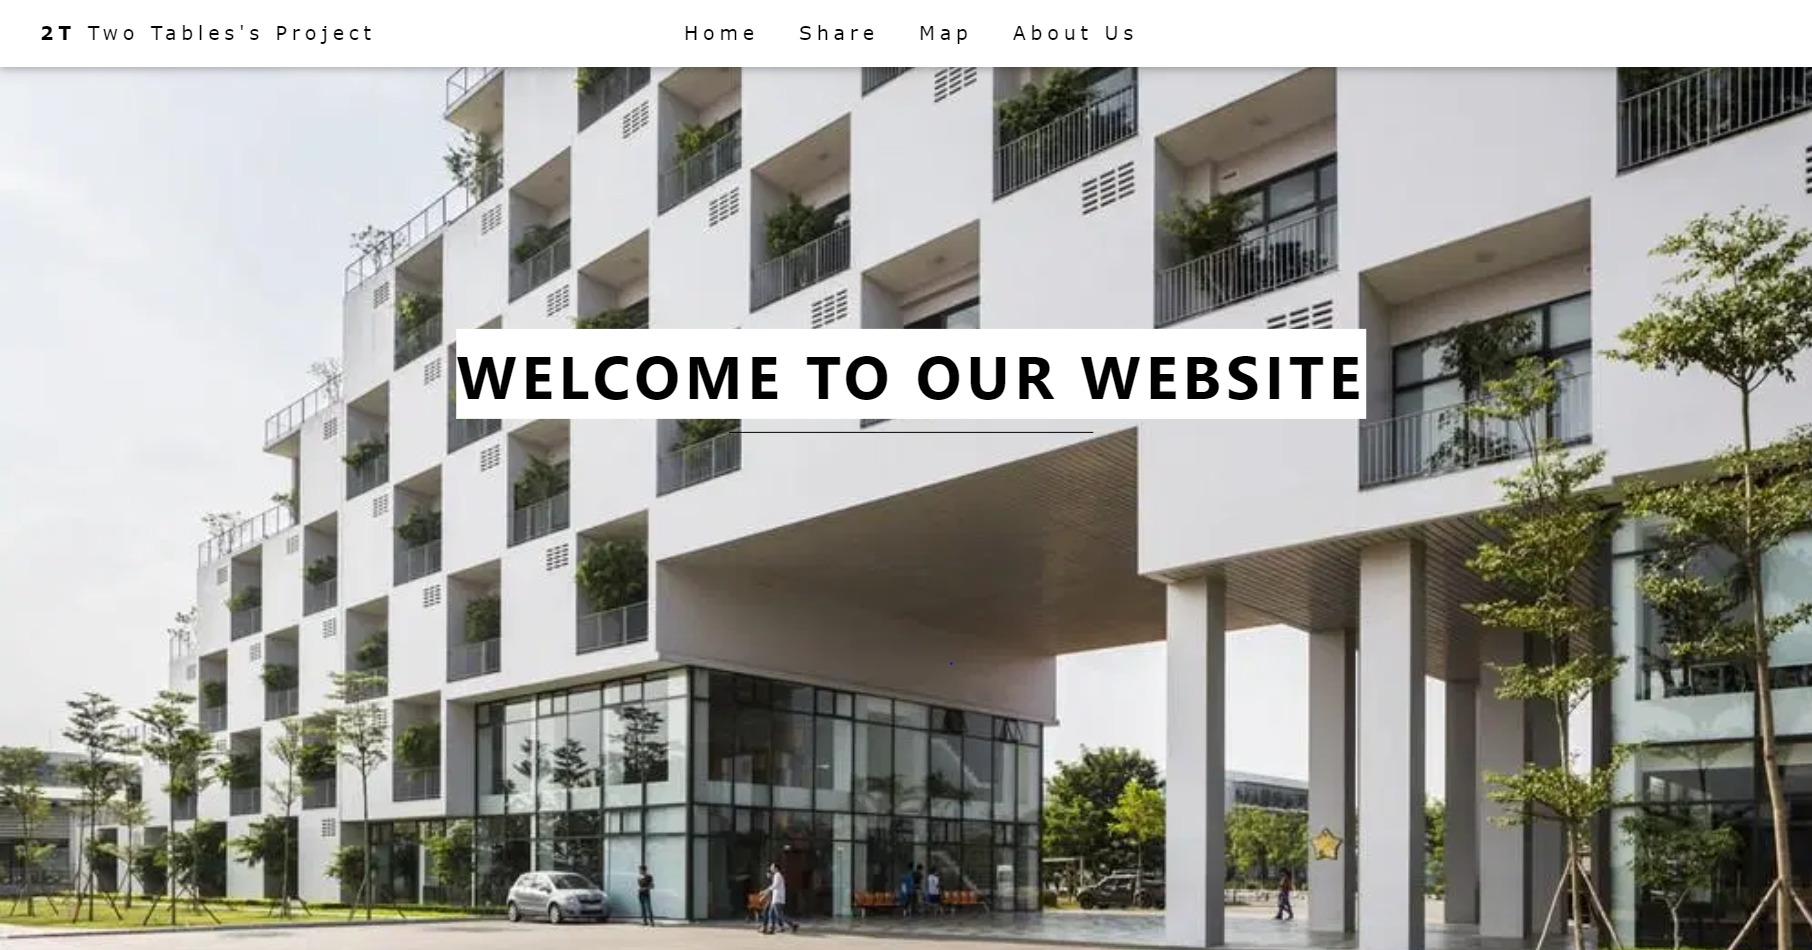 2T Two Tables's Project
Home Share Map About Us
WELCOME TO OUR WEBSITE